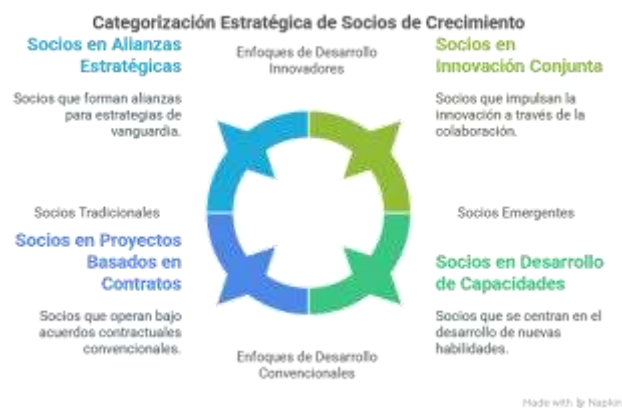 Categorización Estratégica de Socios de Crecimiento
Socios en Alianzas
Estratégicas
Socios que forman alianzas
para estrategias de
vanguardia.
Enfoques de Desarrollo
Innovadores
Socios en
Innovación Conjunta
Socios que impulsan la
innovación a través de la
colaboración.
Socios Tradicionales
Socios Emergentes
Socios en Proyectos
Basados en
Contratos
Socios que operan bajo
acuerdos contractuales
convencionales.
Socios en Desarrollo
de Capacidades
Socios que se centran en el
desarrollo de nuevas
habilidades.
Enfoques de Desarrollo
Convencionales
Made with Napkin